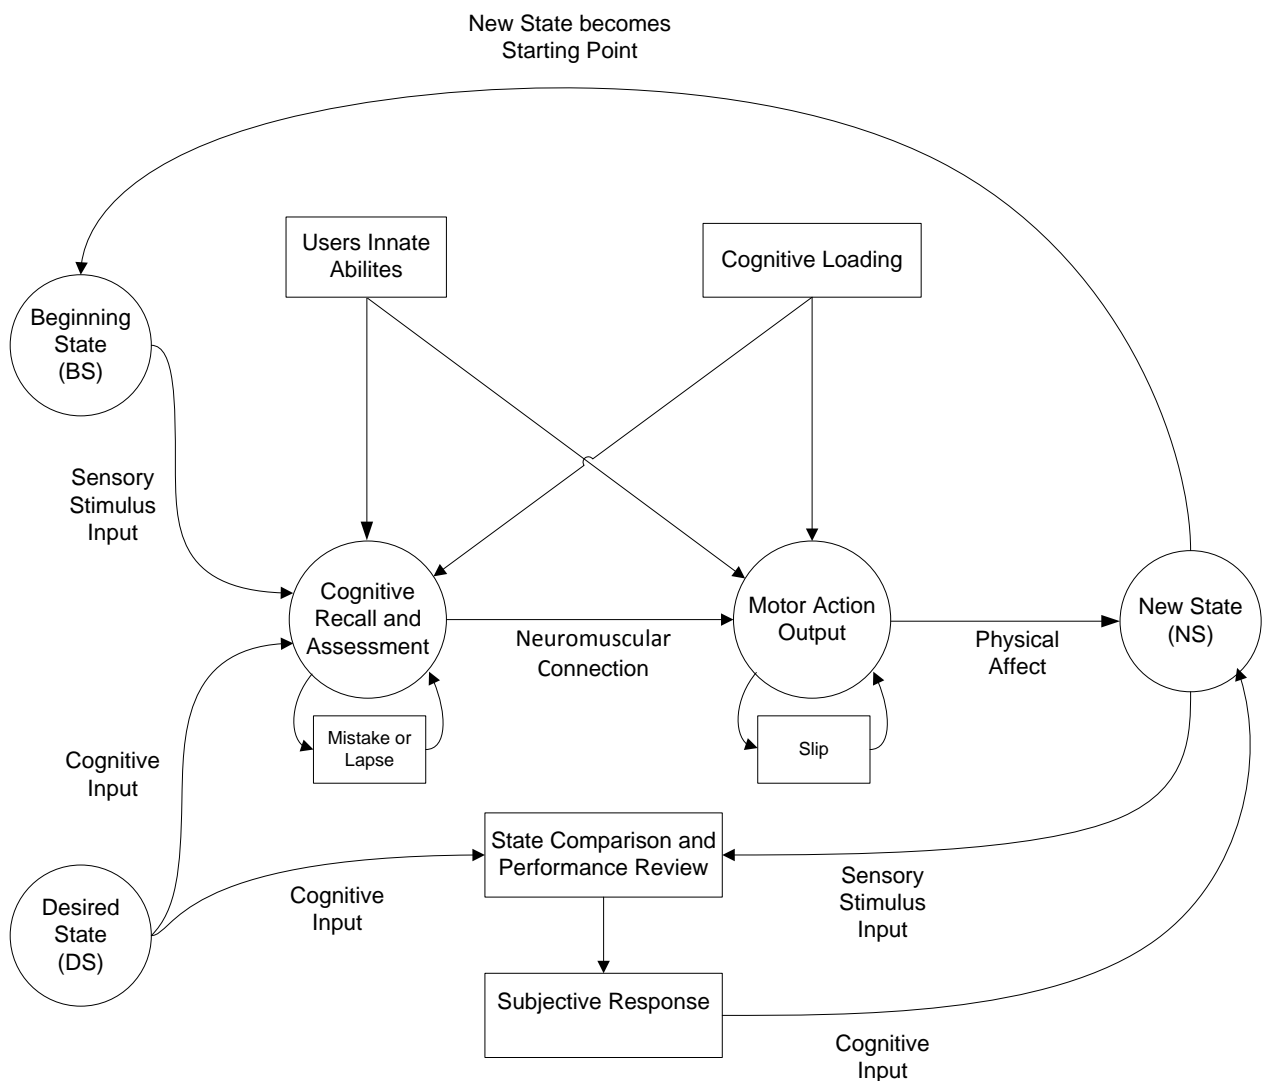 New State becomes
Starting Point
Users Innate
Abilites
Cognitive Loading
Beginning
State
(BS)
Sensory
Stimulus
Input
Cognitive
Recall and
Assessment
Neuromuscular
Connection
Motor Action
Output
Physical
Affect
New State
(NS)
Mistake or
Lapse
Slip
Cognitive
Input
State Comparison and
Performance Review
Desired
State
(DS)
Cognitive
Input
Sensory
Stimulus
Input
Subjective Response
Cognitive
Input